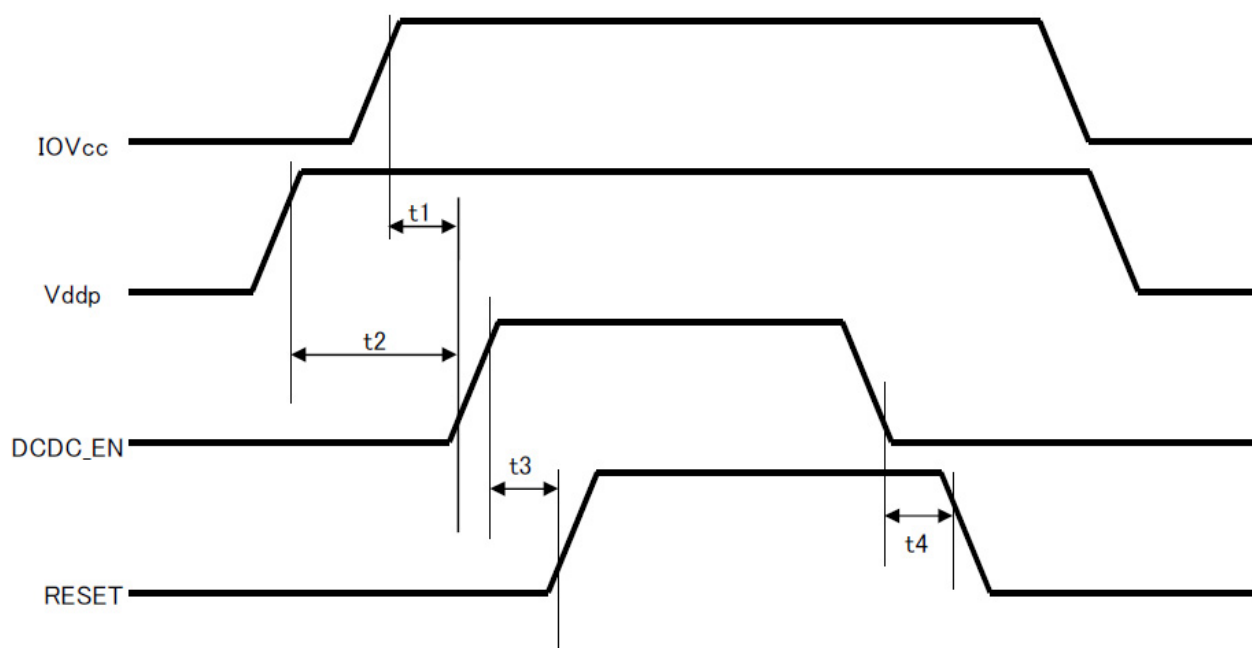 IOVcc
t1
Vddp
t2
DCDC_EN
t3
t4
RESET